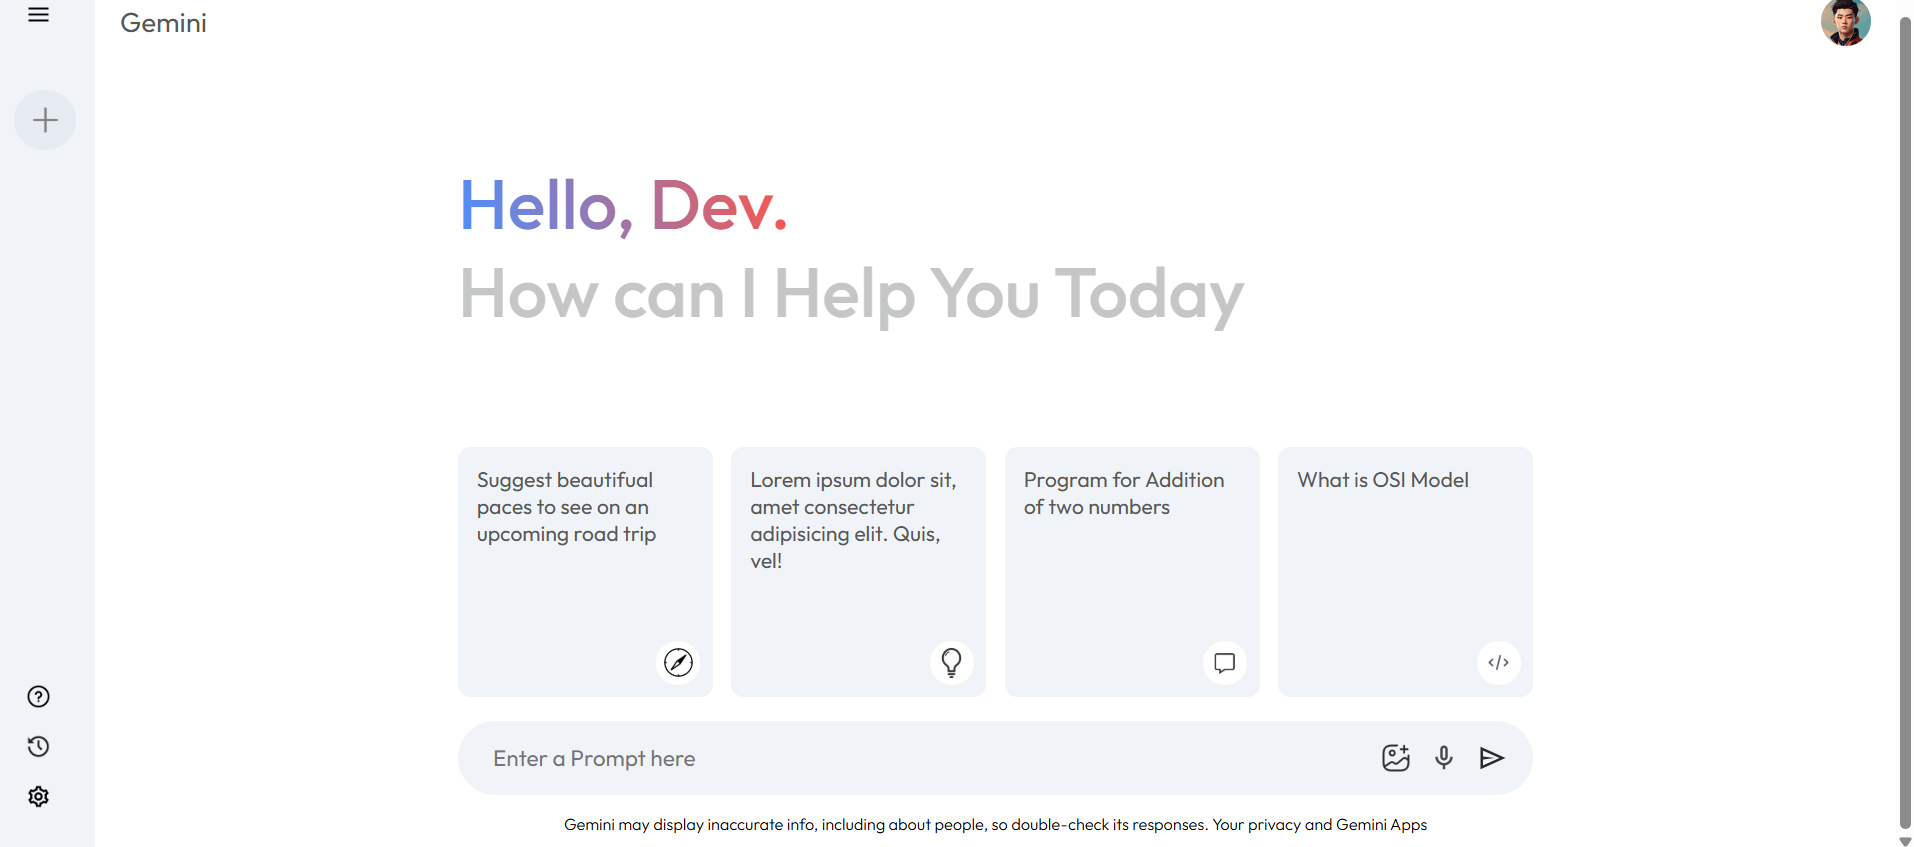 Gemini
Hello, Dev.
How can I Help You Today
Suggest beautiful
paces to see on an
upcoming road trip
Lorem ipsum dolor sit,
amet consectetur
adipisicing elit. Quis,
vel!
Program for Addition
of two numbers
What is OSI Model
Enter a Prompt here
Gemini may display inaccurate info, including about people, so double-check its responses. Your privacy and Gemini Apps